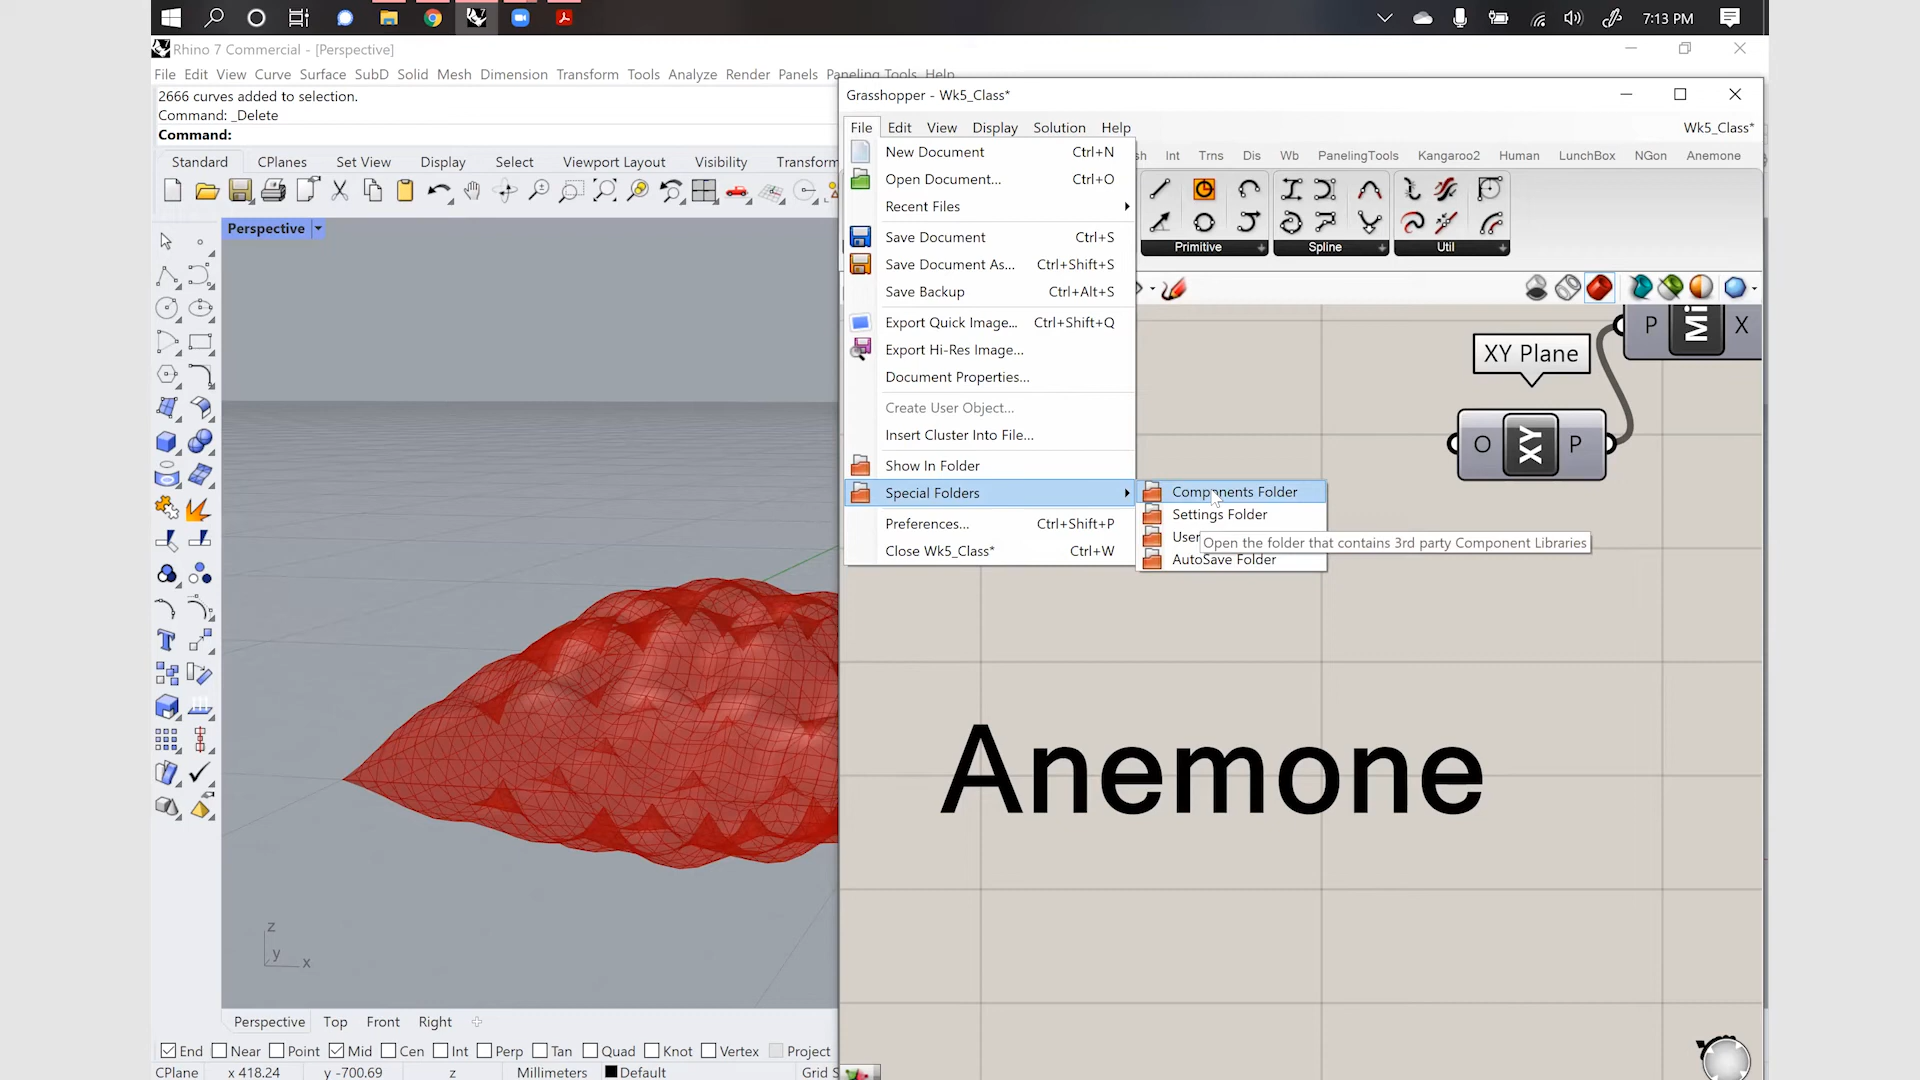 7:13 PM
Rhino 7 Commercial - [Perspective]
File Edit View Curve Surface SubD Solid Mesh Dimension Transform Tools Analyze Render Panels Paneling Tools Help
2666 curves added to selection.
Command: _Delete
Command:
Standard CPlanes Set View Display Select Viewport Layout Visibility Transform
Perspective
Grasshopper - Wk5_Class*
File Edit View Display Solution Help
Wk5_Class*
sh Int Trns Dis Wb PanelingTools Kangaroo2 Human LunchBox NGon Anemone
Primitive Spline Util
New Document Ctrl+N
Open Document... Ctrl+O
Recent Files
Save Document Ctrl+S
Save Document As... Ctrl+Shift+S
Save Backup Ctrl+Alt+S
Export Quick Image... Ctrl+Shift+Q
Export Hi-Res Image...
Document Properties...
Create User Object...
Insert Cluster Into File...
Show In Folder
Special Folders
Preferences... Ctrl+Shift+P
Close Wk5_Class* Ctrl+W
Components Folder
Settings Folder
User
AutoSave Folder
Open the folder that contains 3rd party Component Libraries
P Mi X
XY Plane
O XY P
Anemone
z
y x
Perspective Top Front Right
End Near Point Mid Cen Int Perp Tan Quad Knot Vertex Project
CPlane x 418.24 y -700.69 z Millimeters Default Grid S